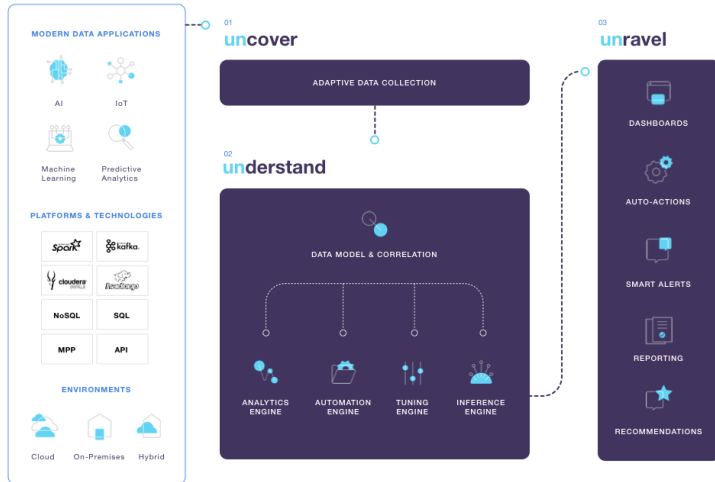 MODERN DATA APPLICATIONS
AI
IoT
Machine
Learning
Predictive
Analytics
PLATFORMS & TECHNOLOGIES
Spark
kafka.
cloudera
NoSQL
SQL
MPP
API
ENVIRONMENTS
Cloud
On-Premises
Hybrid
01
uncover
ADAPTIVE DATA COLLECTION
02
understand
DATA MODEL & CORRELATION
ANALYTICS
ENGINE
AUTOMATION
ENGINE
TUNING
ENGINE
INFERENCE
ENGINE
03
unravel
DASHBOARDS
AUTO-ACTIONS
SMART ALERTS
REPORTING
RECOMMENDATIONS